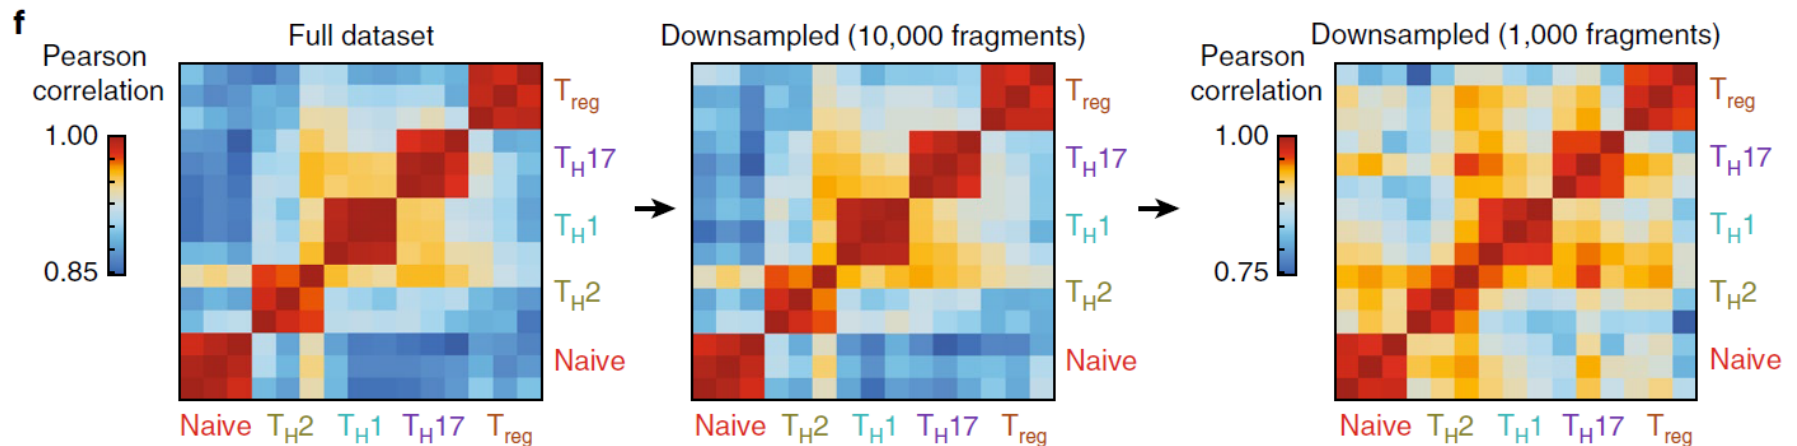 f
Full dataset
Pearson
correlation
1.00
0.85
Treg
TH17
TH1
TH2
Naive
Naive TH2 TH1 TH17 Treg
Downsampled (10,000 fragments)
Treg
TH17
TH1
TH2
Naive
Naive TH2 TH1 TH17 Treg
Downsampled (1,000 fragments)
Pearson
correlation
1.00
0.75
Treg
TH17
TH1
TH2
Naive
Naive TH2 TH1 TH17 Treg